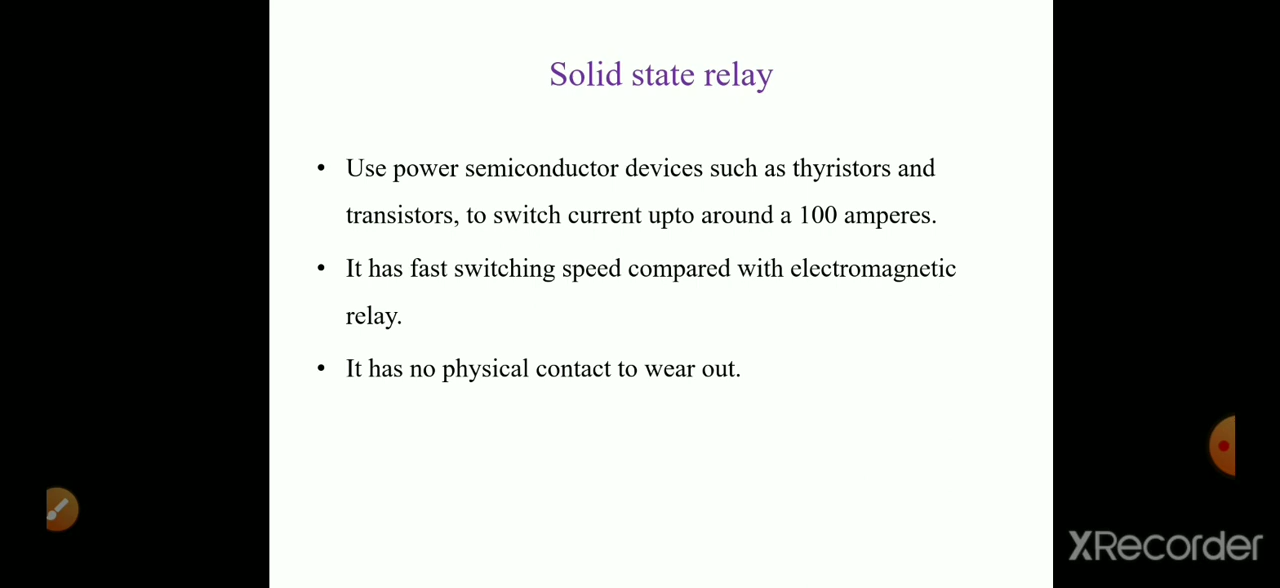 Solid state relay
• Use power semiconductor devices such as thyristors and
transistors, to switch current upto around a 100 amperes.
• It has fast switching speed compared with electromagnetic
relay.
• It has no physical contact to wear out.
XRecorder